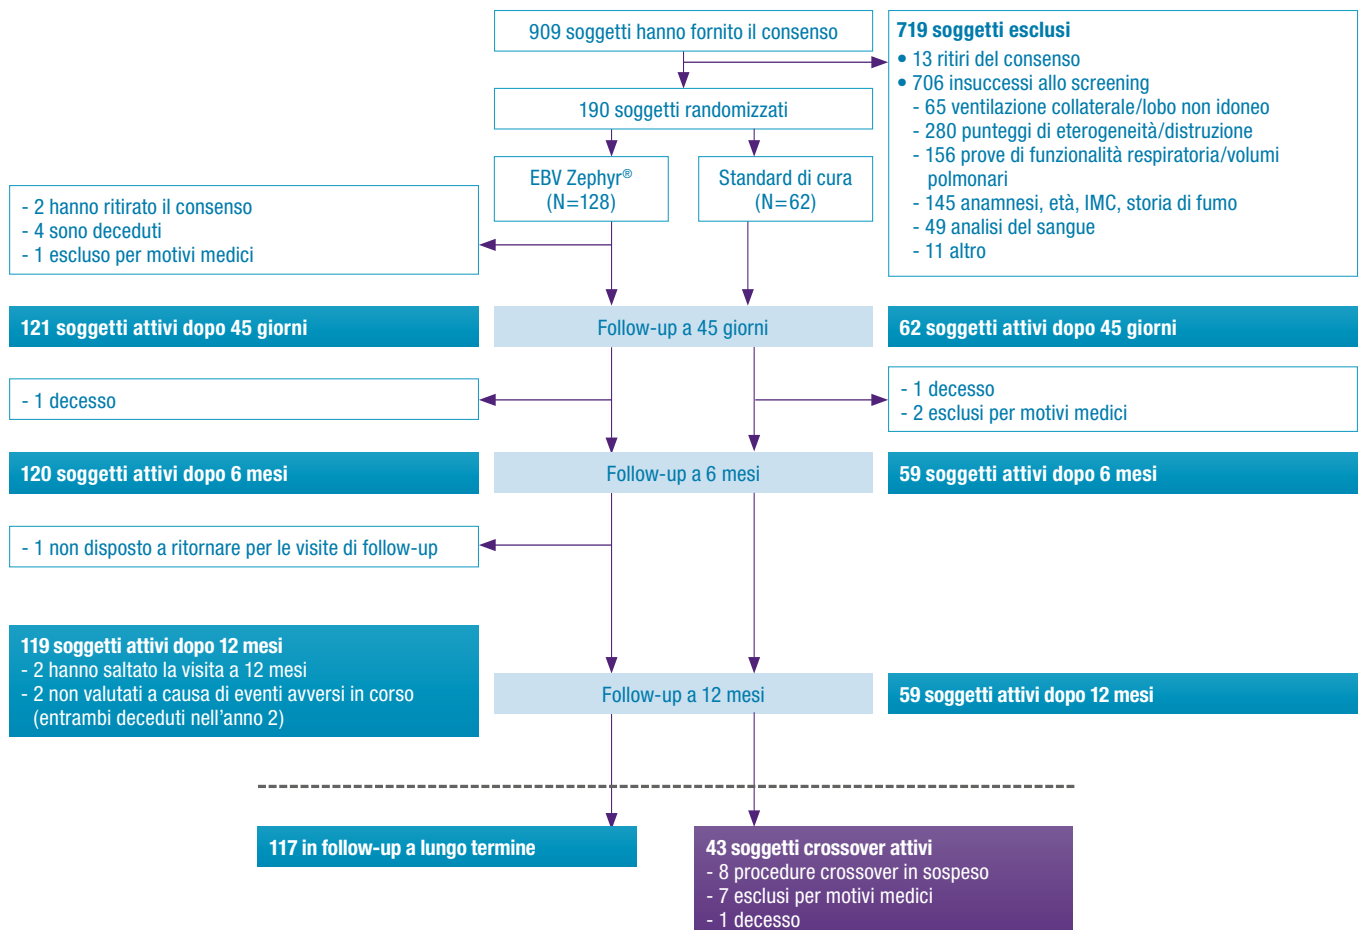 909 soggetti hanno fornito il consenso
719 soggetti esclusi
• 13 ritiri del consenso
• 706 insuccessi allo screening
- 65 ventilazione collaterale/lobo non idoneo
- 280 punteggi di eterogeneità/distruzione
- 156 prove di funzionalità respiratoria/volumi
polmonari
- 145 anamnesi, età, IMC, storia di fumo
- 49 analisi del sangue
- 11 altro
190 soggetti randomizzati
EBV Zephyr®
(N=128)
Standard di cura
(N=62)
- 2 hanno ritirato il consenso
- 4 sono deceduti
- 1 escluso per motivi medici
121 soggetti attivi dopo 45 giorni
Follow-up a 45 giorni
62 soggetti attivi dopo 45 giorni
- 1 decesso
- 1 decesso
- 2 esclusi per motivi medici
120 soggetti attivi dopo 6 mesi
Follow-up a 6 mesi
59 soggetti attivi dopo 6 mesi
- 1 non disposto a ritornare per le visite di follow-up
119 soggetti attivi dopo 12 mesi
- 2 hanno saltato la visita a 12 mesi
- 2 non valutati a causa di eventi avversi in corso
(entrambi deceduti nell'anno 2)
Follow-up a 12 mesi
59 soggetti attivi dopo 12 mesi
117 in follow-up a lungo termine
43 soggetti crossover attivi
- 8 procedure crossover in sospeso
- 7 esclusi per motivi medici
- 1 decesso